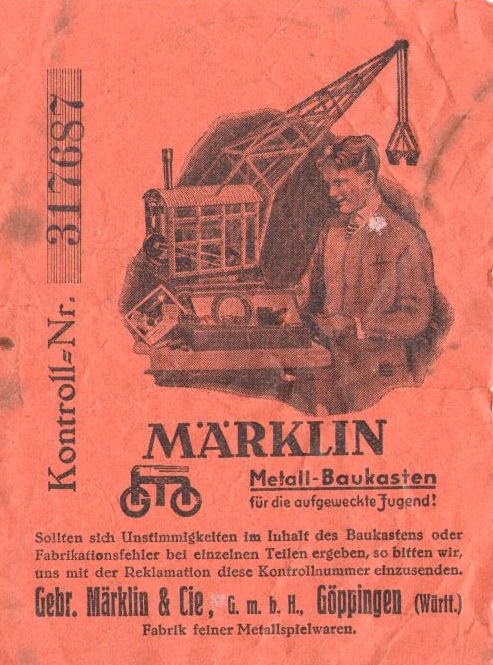 Kontroll-Nr. 317687
MÄRKLIN
Metall-Baukasten
für die aufgeweckte Jugend!
Sollten sich Unstimmigkeiten im Inhalt des Baukastens oder
Fabrikationsfehler bei einzelnen Teilen ergeben, so bitten wir,
uns mit der Reklamation diese Kontrollnummer einzusenden.
Gebr. Märklin & Cie, G. m. b. H., Göppingen (Württ.)
Fabrik feiner Metallspielwaren.